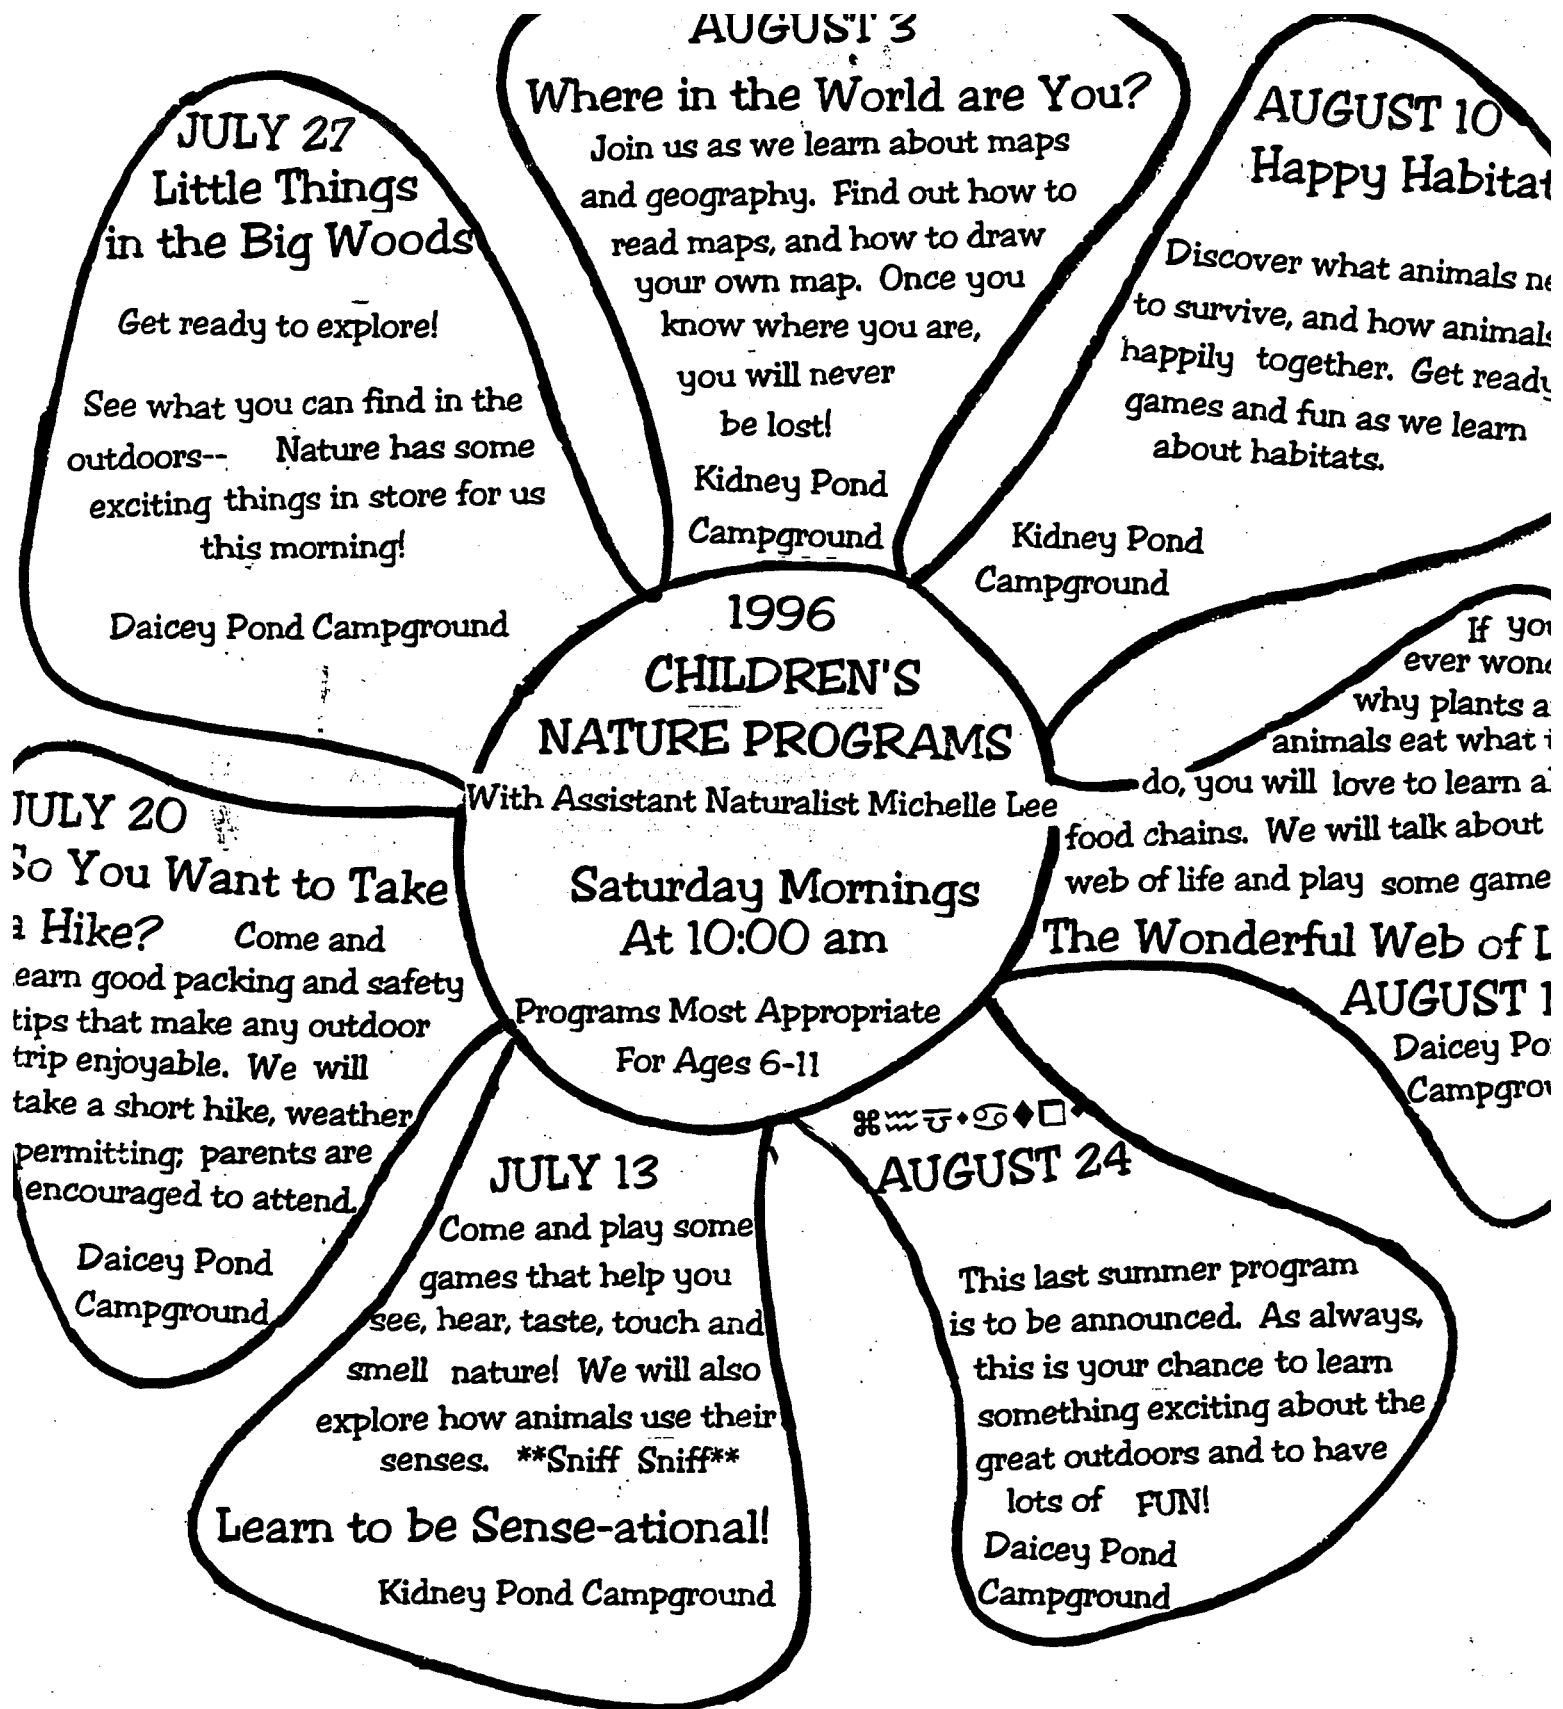 1996
CHILDREN'S
NATURE PROGRAMS
With Assistant Naturalist Michelle Lee
Saturday Mornings
At 10:00 am
Programs Most Appropriate
For Ages 6-11
JULY 13
Come and play some
games that help you
see, hear, taste, touch and
smell nature! We will also
explore how animals use their
senses. **Sniff Sniff**
Learn to be Sense-ational!
Kidney Pond Campground
JULY 20
So You Want to Take
a Hike? Come and
earn good packing and safety
tips that make any outdoor
trip enjoyable. We will
take a short hike, weather
permitting; parents are
encouraged to attend.
Daicey Pond
Campground
JULY 27
Little Things
in the Big Woods
Get ready to explore!
See what you can find in the
outdoors-- Nature has some
exciting things in store for us
this morning!
Daicey Pond Campground
AUGUST 3
Where in the World are You?
Join us as we learn about maps
and geography. Find out how to
read maps, and how to draw
your own map. Once you
know where you are,
you will never
be lost!
Kidney Pond
Campground
AUGUST 10
Happy Habitat
Discover what animals ne
to survive, and how animals
happily together. Get ready
games and fun as we learn
about habitats.
Kidney Pond
Campground
If you
ever wond
why plants a
animals eat what t
do, you will love to learn a
food chains. We will talk about
web of life and play some game
The Wonderful Web of L
AUGUST 1
Daicey Po
Campgrou
AUGUST 24
This last summer program
is to be announced. As always,
this is your chance to learn
something exciting about the
great outdoors and to have
lots of FUN!
Daicey Pond
Campground